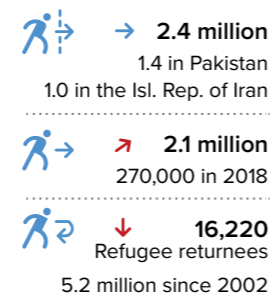 2.4 million
1.4 in Pakistan
1.0 in the Isl. Rep. of Iran
2.1 million
270,000 in 2018
16,220
Refugee returnees
5.2 million since 2002